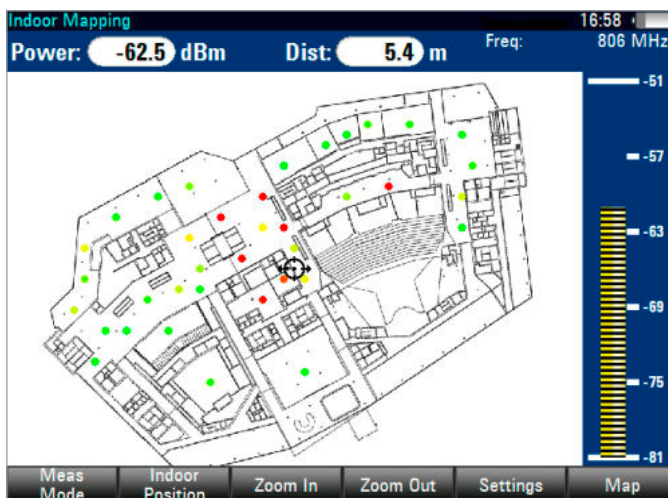 Indoor Mapping 16:58
Power: -62.5 dBm Dist: 5.4 m Freq: 806 MHz
-51
-57
-63
-69
-75
-81
Meas Mode Indoor Position Zoom In Zoom Out Settings Map